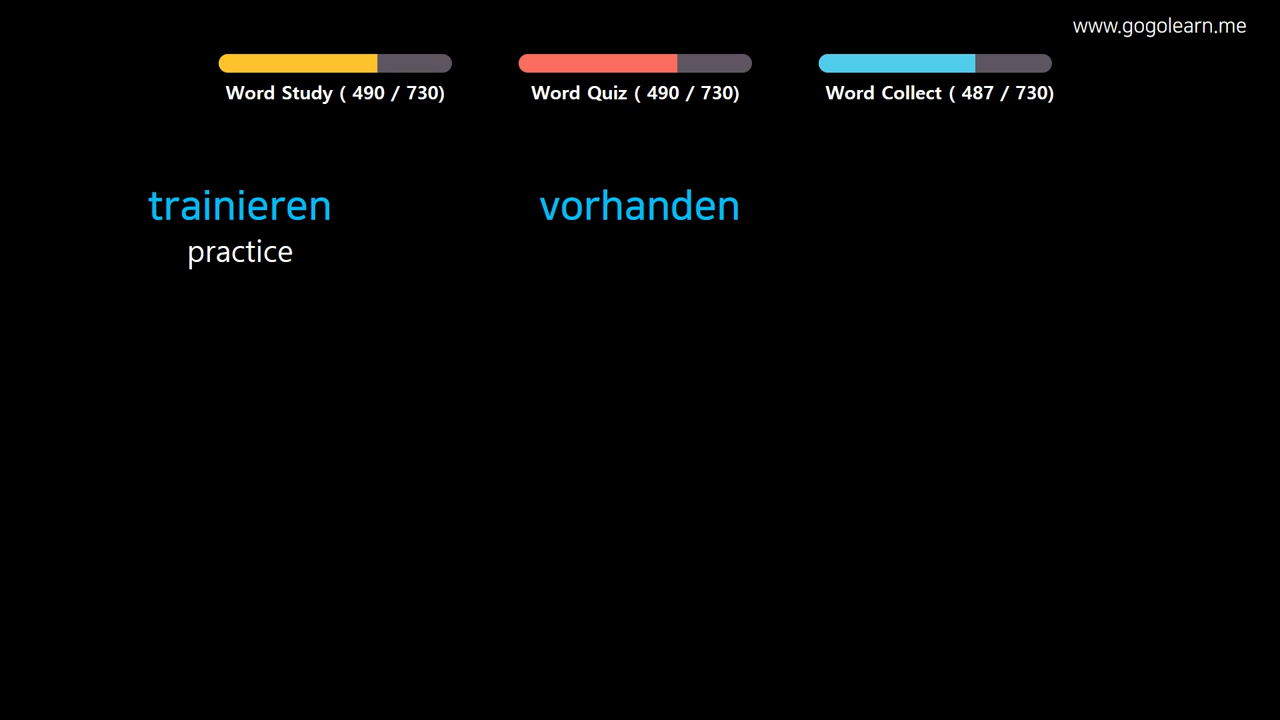 www.gogolearn.me
Word Study ( 490 / 730)
Word Quiz ( 490 / 730)
Word Collect ( 487 / 730)
trainieren
practice
vorhanden